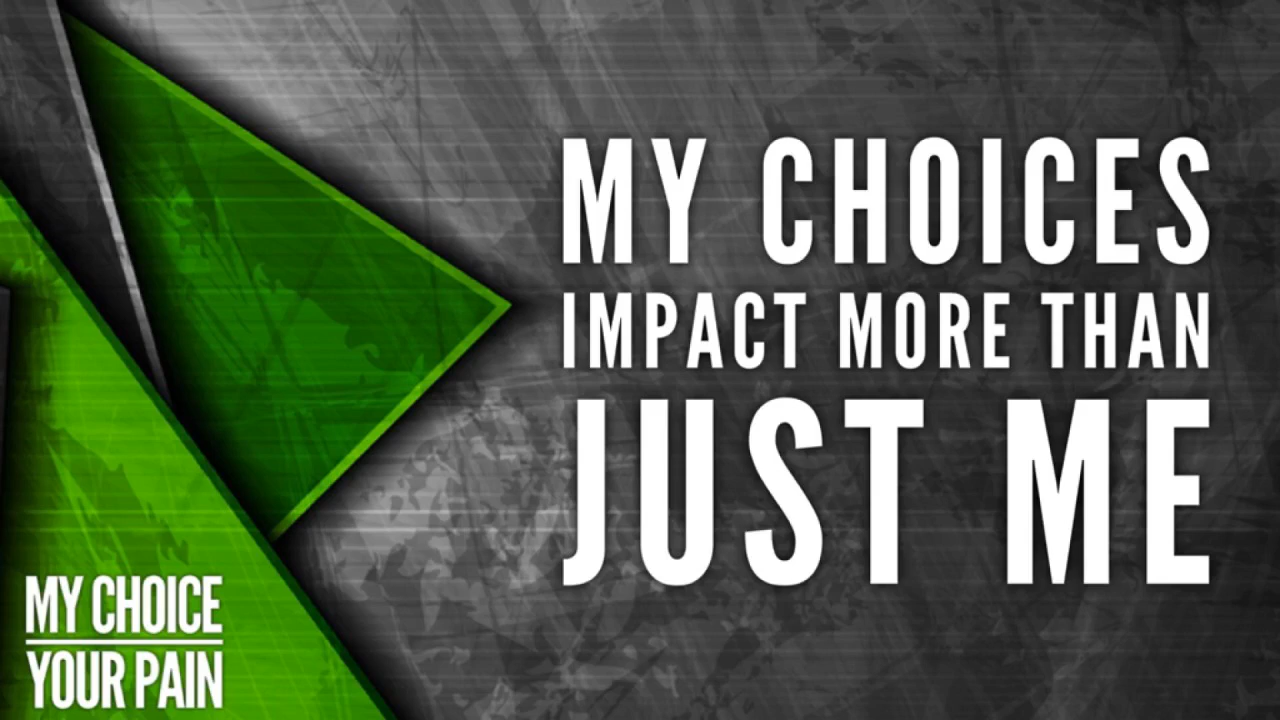 MY CHOICES
IMPACT MORE THAN
JUST ME
MY CHOICE
YOUR PAIN